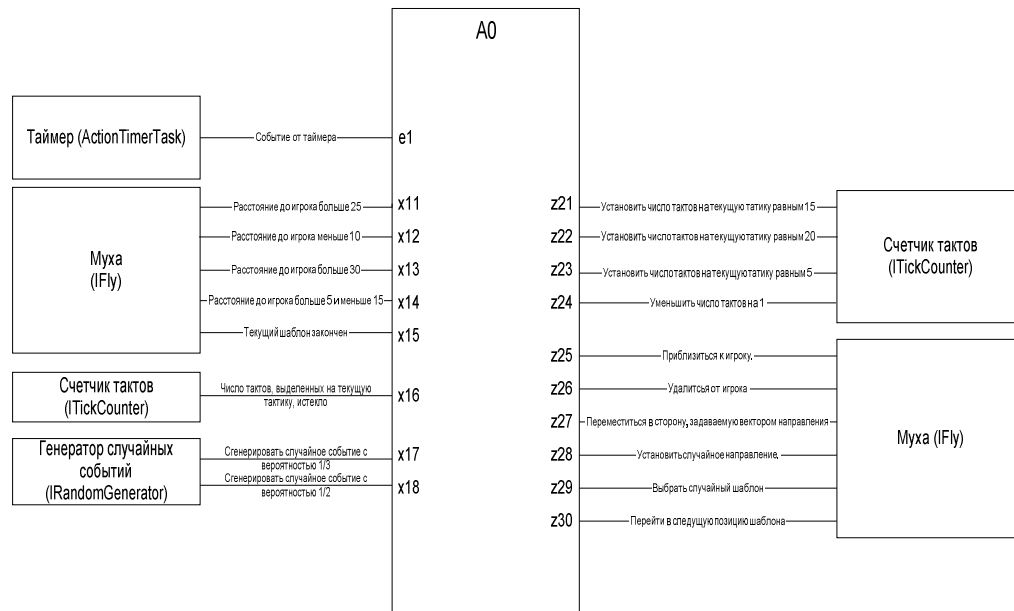 A0
Таймер (ActionTimerTask)
Событие от таймера
e1
Муха
(IFly)
Расстояние до игрока больше 25
x11
Расстояние до игрока меньше 10
x12
Расстояние до игрока больше 30
x13
Расстояние до игрока больше 5 и меньше 15
x14
Текущий шаблон закончен
x15
Счетчик тактов
(ITickCounter)
Число тактов, выделенных на текущую
тактику, истекло
x16
Генератор случайных
событий
(IRandomGenerator)
Сгенерировать случайное событие с
вероятностью 1/3
x17
Сгенерировать случайное событие с
вероятностью 1/2
x18
z21
Установить число тактов на текущую татику равным 15
z22
Установить число тактов на текущую татику равным 20
z23
Установить число тактов на текущую татику равным 5
z24
Уменьшить число тактов на 1
Счетчик тактов
(ITickCounter)
z25
Приблизиться к игроку.
z26
Удалится от игрока
z27
Переместиться в сторону, задаваемую вектором направления
z28
Установить случайное направление.
z29
Выбрать случайный шаблон
z30
Перейти в следущую позицию шаблона
Муха (IFly)